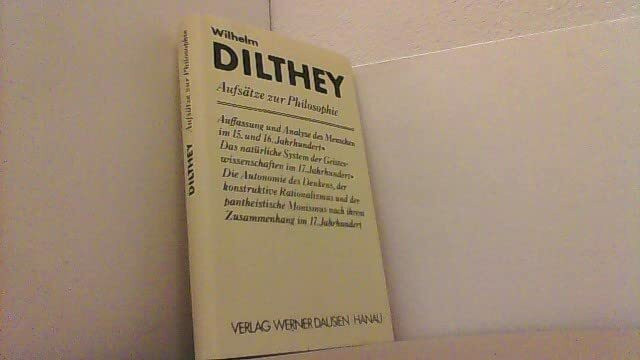 Wilhelm
DILTHEY
Aufsätze zur Philosophie
Auffassung und Analyse des Menschen
im 15. und 16. Jahrhundert•
Das natürliche System der Geistes-
wissenschaften im 17. Jahrhundert•
Die Autonomie des Denkens, der
konstruktive Rationalismus und der
pantheistische Monismus nach ihrem
Zusammenhang im 17. Jahrhundert
VERLAG WERNER DAUSIEN HANAU
DILTHEY Aufsätze zur Philosophie